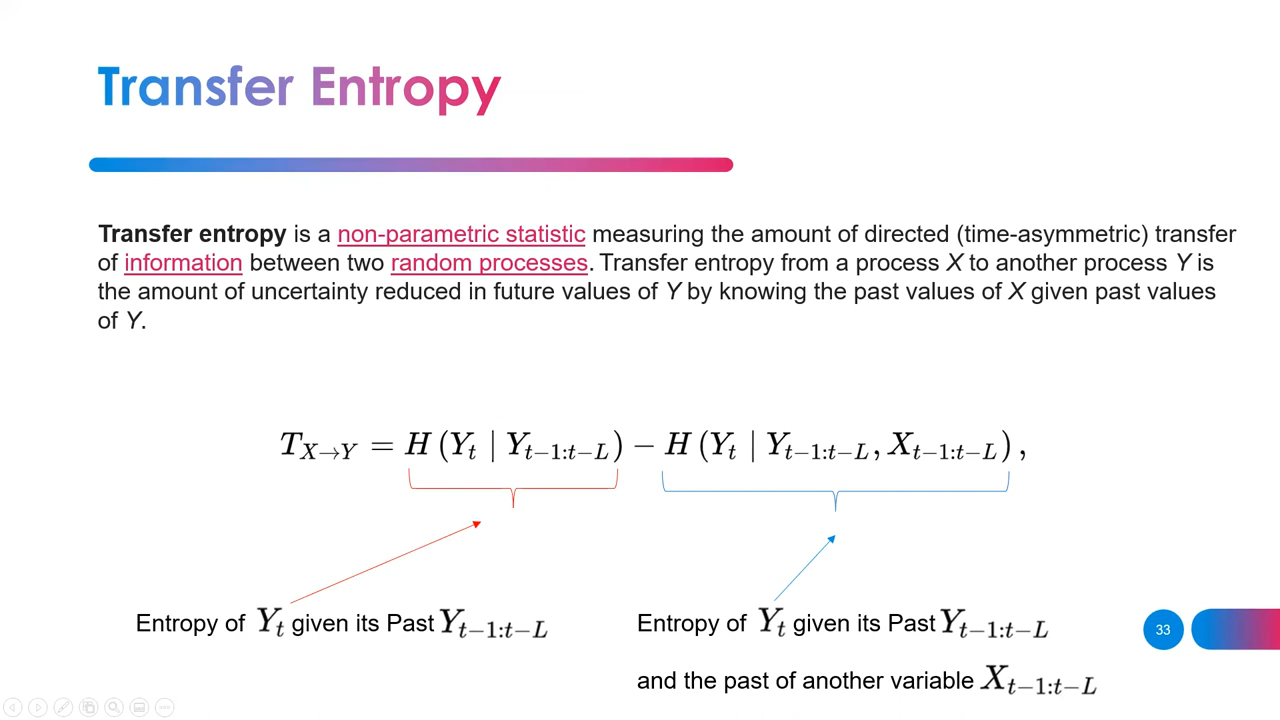 Transfer Entropy
Transfer entropy is a non-parametric statistic measuring the amount of directed (time-asymmetric) transfer
of information between two random processes. Transfer entropy from a process X to another process Y is
the amount of uncertainty reduced in future values of Y by knowing the past values of X given past values
of Y.
T_{X→Y} = H (Y_t | Y_{t−1:t−L}) − H (Y_t | Y_{t−1:t−L}, X_{t−1:t−L}) ,
Entropy of Y_t given its Past Y_{t−1:t−L}
Entropy of Y_t given its Past Y_{t−1:t−L}
and the past of another variable X_{t−1:t−L}
33